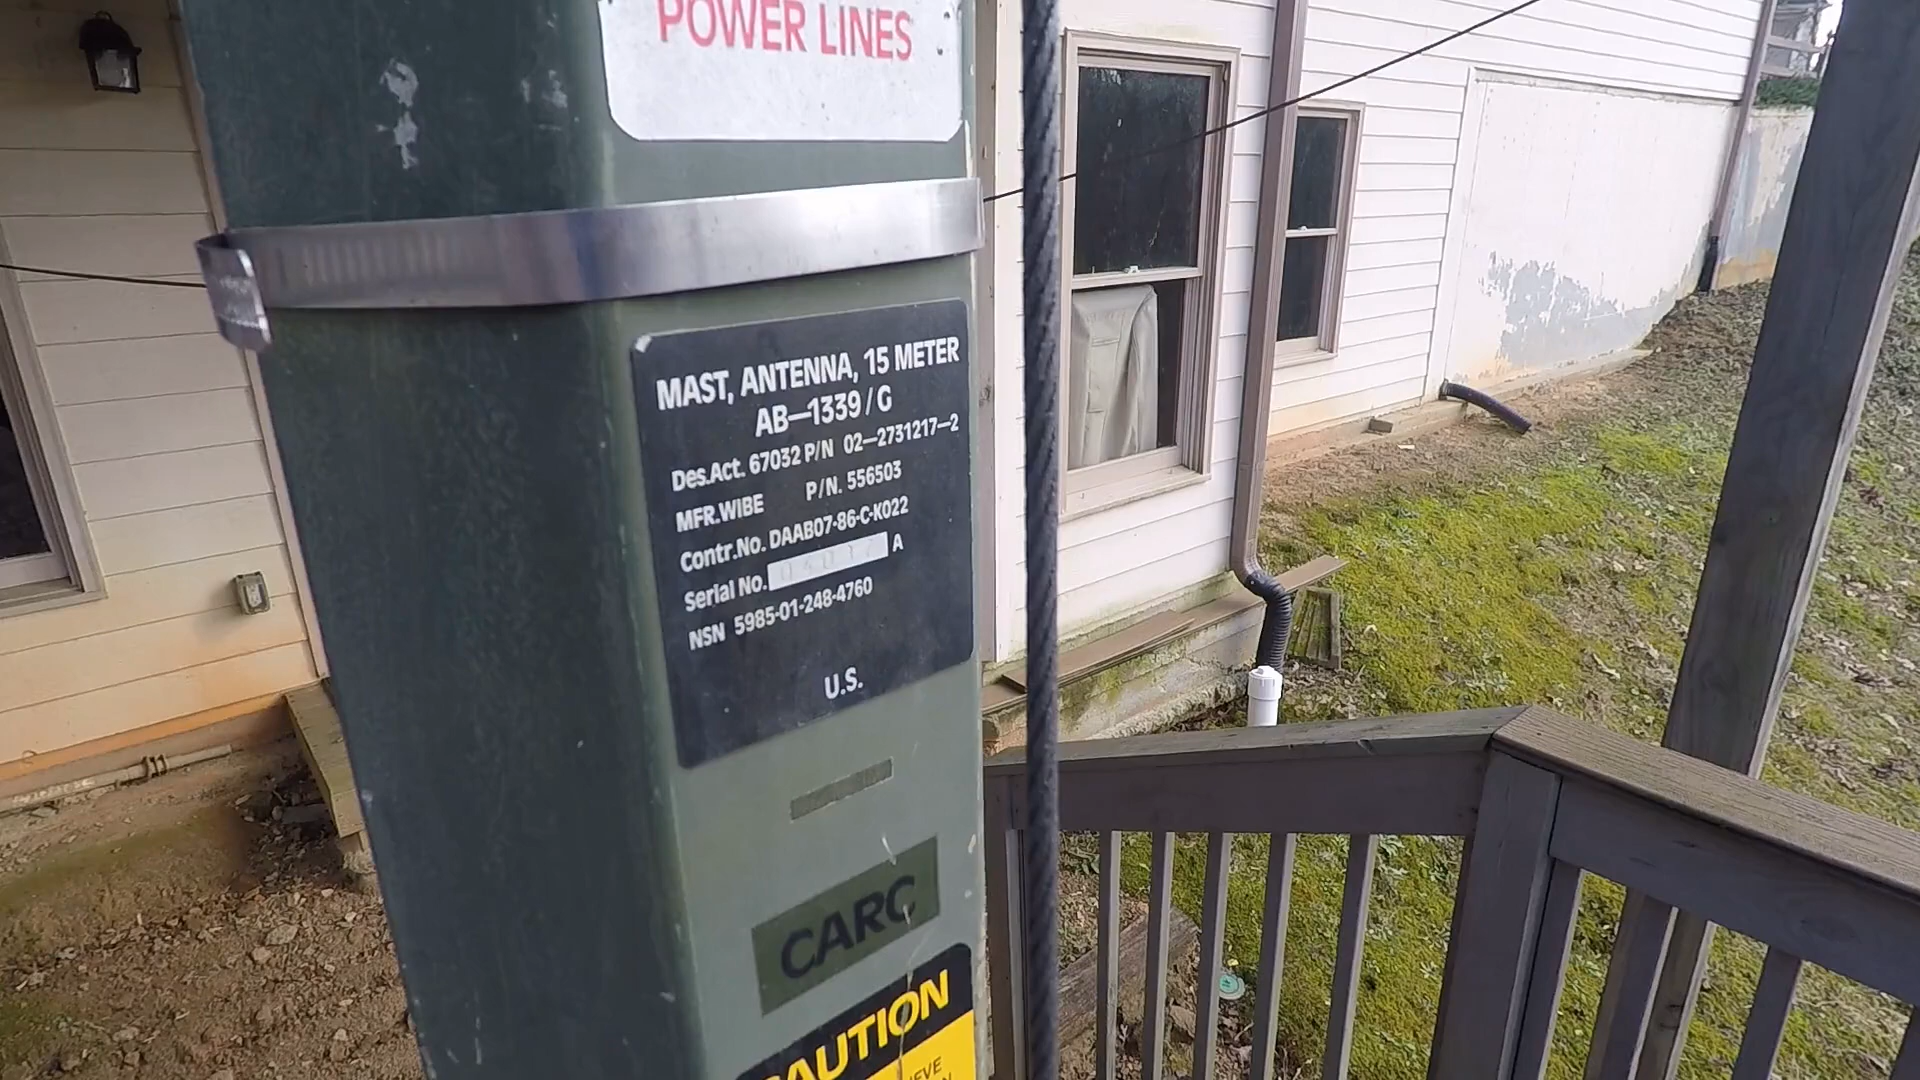 POWER LINES
MAST, ANTENNA, 15 METER
AB—1339/G
Des.Act. 67032 P/N 02—2731217—2
MFR.WIBE P/N. 556503
Contr.No. DAAB07-86-C-K022
Serial No. A
NSN 5985-01-248-4760
U.S.
CARC
CAUTION